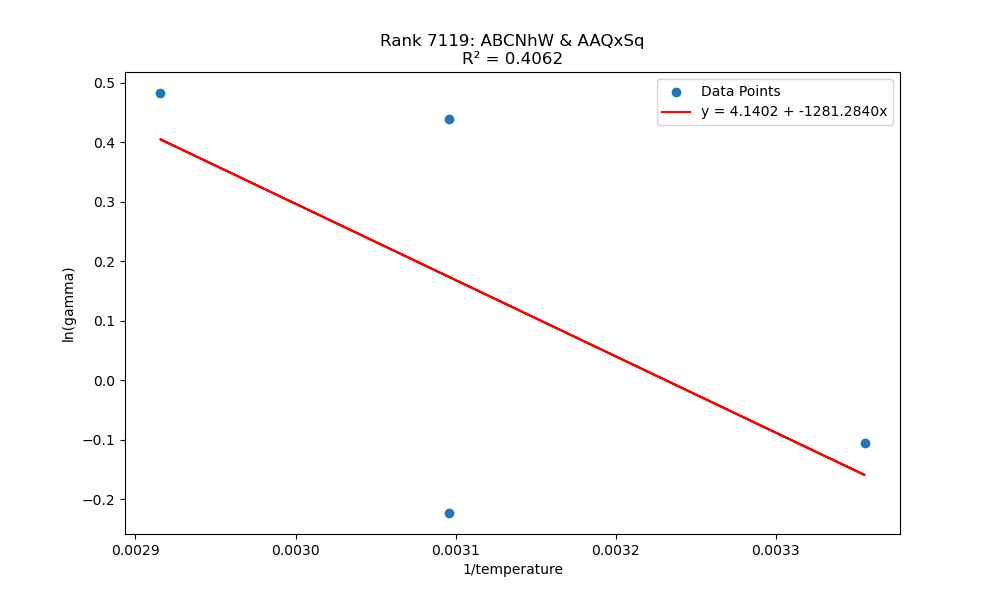 Rank 7119: ABCNhW & AAQxSq
R² = 0.4062
Data Points
y = 4.1402 + -1281.2840x
ln(gamma)
0.5
0.4
0.3
0.2
0.1
0.0
−0.1
−0.2
0.0029 0.0030 0.0031 0.0032 0.0033
1/temperature